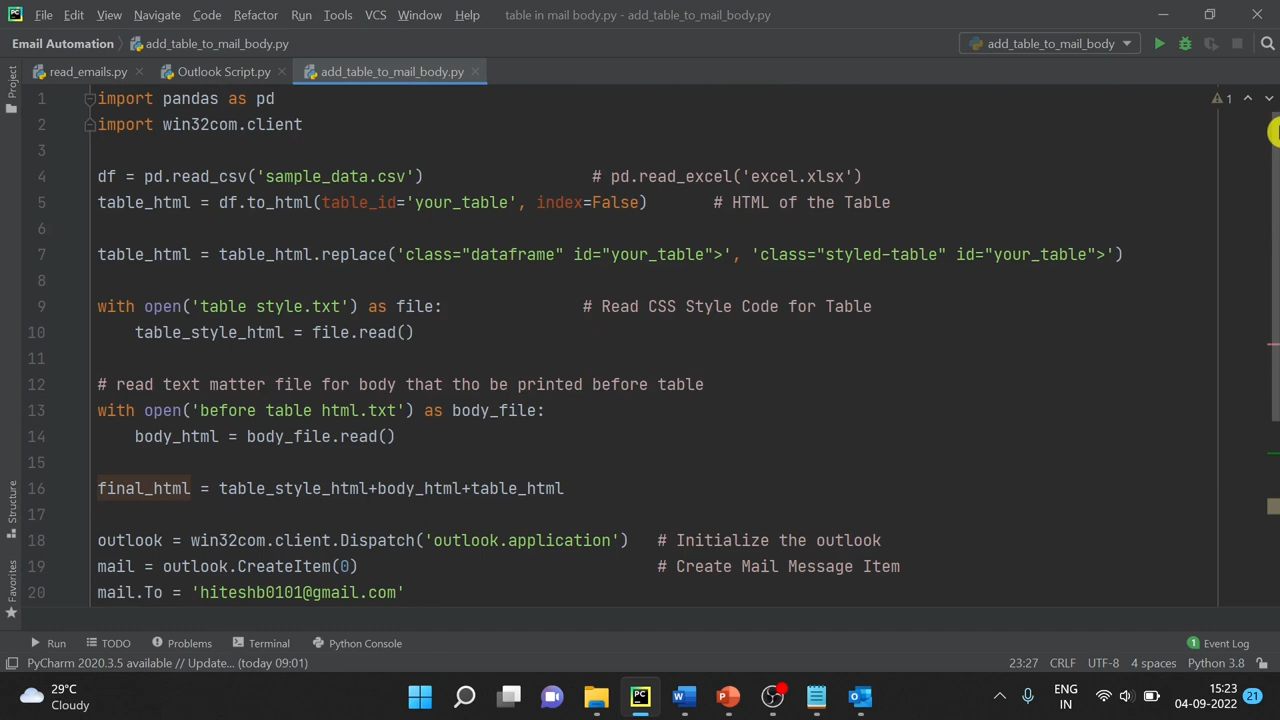 File Edit View Navigate Code Refactor Run Tools VCS Window Help table in mail body.py - add_table_to_mail_body.py
Email Automation add_table_to_mail_body.py add_table_to_mail_body
read_emails.py Outlook Script.py add_table_to_mail_body.py
Project
1 import pandas as pd
1
2 import win32com.client
3
4 df = pd.read_csv('sample_data.csv') # pd.read_excel('excel.xlsx')
5 table_html = df.to_html(table_id='your_table', index=False) # HTML of the Table
6
7 table_html = table_html.replace('class="dataframe" id="your_table">', 'class="styled-table" id="your_table">')
8
9 with open('table style.txt') as file: # Read CSS Style Code for Table
10 table_style_html = file.read()
11
12 # read text matter file for body that tho be printed before table
13 with open('before table html.txt') as body_file:
14 body_html = body_file.read()
15
16 final_html = table_style_html+body_html+table_html
17
18 outlook = win32com.client.Dispatch('outlook.application') # Initialize the outlook
19 mail = outlook.CreateItem(0) # Create Mail Message Item
20 mail.To = 'hiteshb0101@gmail.com'
Structure
Favorites
Run TODO Problems Terminal Python Console 1 Event Log
PyCharm 2020.3.5 available // Update... (today 09:01) 23:27 CRLF UTF-8 4 spaces Python 3.8
29°C
Cloudy
PC
W
P
ENG
IN
15:23
04-09-2022
21